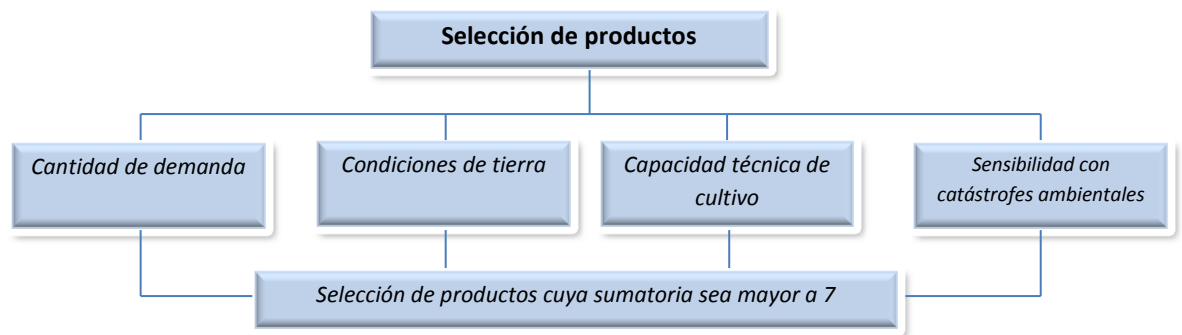 Selección de productos
Cantidad de demanda
Condiciones de tierra
Capacidad técnica de
cultivo
Sensibilidad con
catástrofes ambientales
Selección de productos cuya sumatoria sea mayor a 7